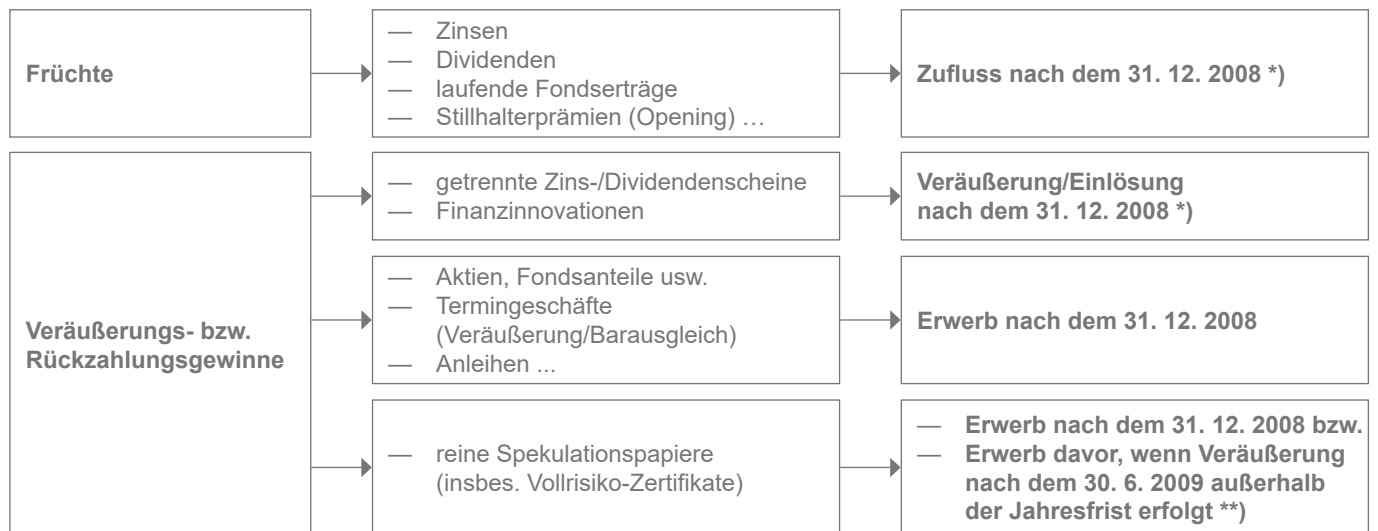 Früchte
— Zinsen
— Dividenden
— laufende Fondserträge
— Stillhalterprämien (Opening) …
Zufluss nach dem 31. 12. 2008 *)
Veräußerungs- bzw.
Rückzahlungsgewinne
— getrennte Zins-/Dividendenscheine
— Finanzinnovationen
Veräußerung/Einlösung
nach dem 31. 12. 2008 *)
— Aktien, Fondsanteile usw.
— Termingeschäfte
(Veräußerung/Barausgleich)
— Anleihen ...
Erwerb nach dem 31. 12. 2008
— reine Spekulationspapiere
(insbes. Vollrisiko-Zertifikate)
— Erwerb nach dem 31. 12. 2008 bzw.
— Erwerb davor, wenn Veräußerung
nach dem 30. 6. 2009 außerhalb
der Jahresfrist erfolgt **)